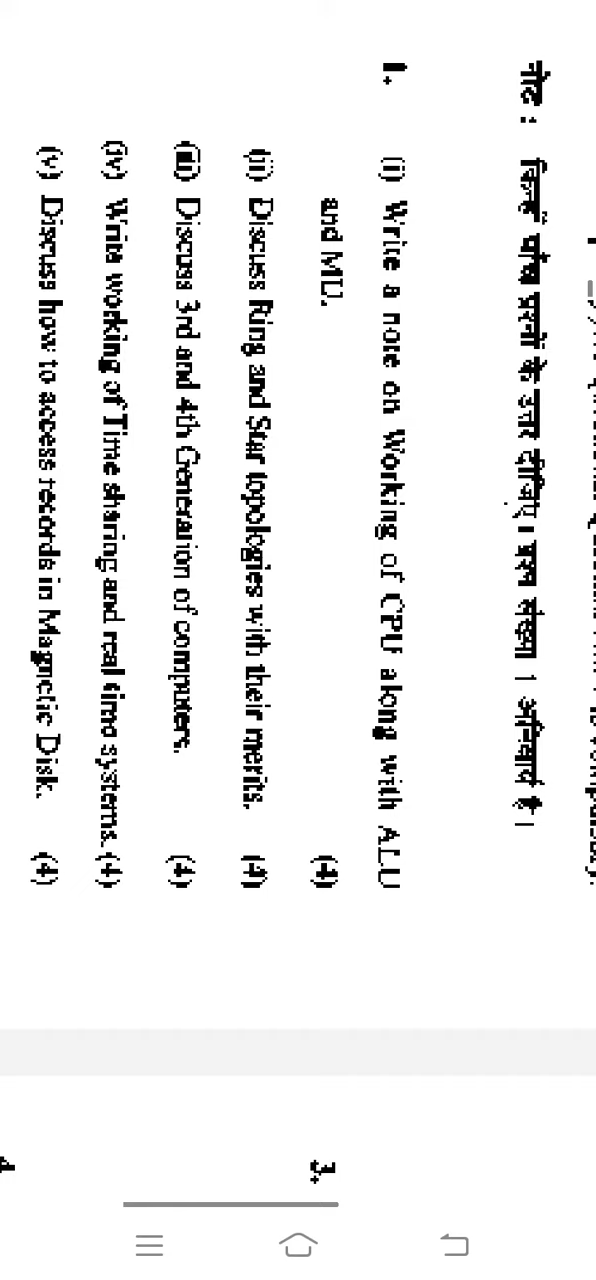 नोट : किन्हीं पाँच प्रश्नों के उत्तर दीजिए। प्रश्न संख्या 1 अनिवार्य है।
1. (i) Write a note on Working of CPU along with ALU
and MU. (4)
(ii) Discuss Ring and Star topologies with their merits. (4)
(iii) Discuss 3rd and 4th Generation of computers. (4)
(iv) Write working of Time sharing and real time systems. (4)
(v) Discuss how to access records in Magnetic Disk. (4)
3.
4